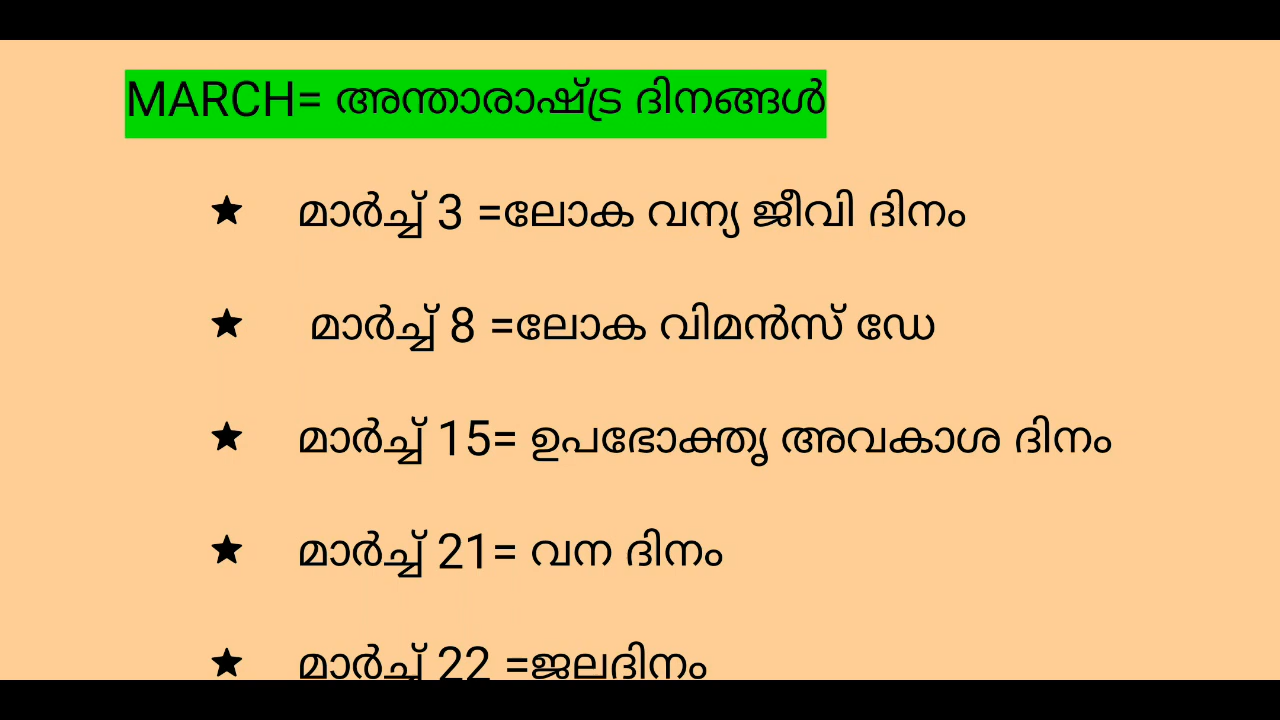 MARCH= അന്താരാഷ്ട്ര ദിനങ്ങൾ
★ മാർച്ച് 3 =ലോക വന്യ ജീവി ദിനം
★ മാർച്ച് 8 =ലോക വിമൻസ് ഡേ
★ മാർച്ച് 15= ഉപഭോക്തൃ അവകാശ ദിനം
★ മാർച്ച് 21= വന ദിനം
★ മാർച്ച് 22 =ജലദിനം